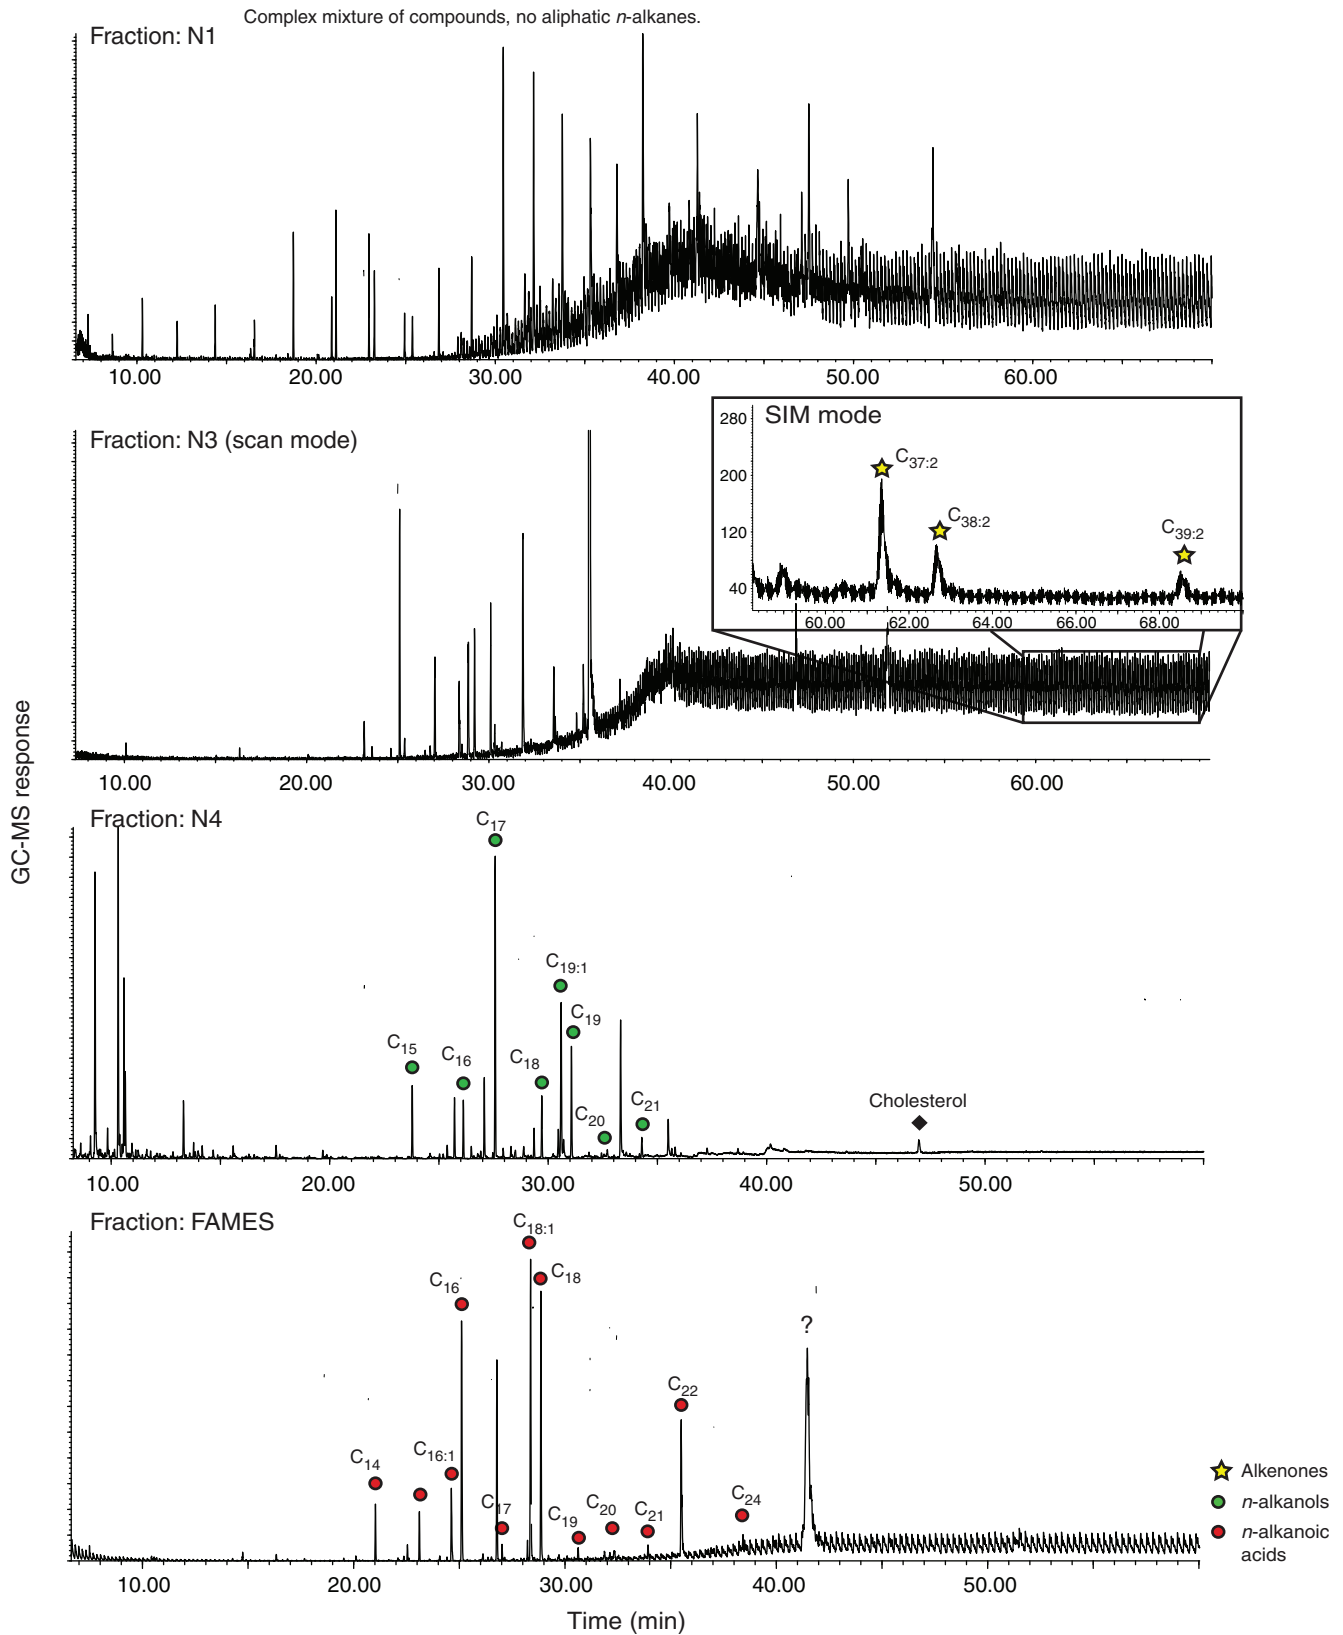 Complex mixture of compounds, no aliphatic n-alkanes.
Fraction: N1
10.00 20.00 30.00 40.00 50.00 60.00
Fraction: N3 (scan mode)
SIM mode
280
200
120
40
C37:2
C38:2
C39:2
60.00 62.00 64.00 66.00 68.00
10.00 20.00 30.00 40.00 50.00 60.00
GC-MS response
Fraction: N4
C17
C19:1
C19
C15
C16
C18
C20
C21
Cholesterol
10.00 20.00 30.00 40.00 50.00
Fraction: FAMES
C18:1
C18
C16
?
C22
C14
C16:1
C17
C19
C20
C21
C24
Alkenones
n-alkanols
n-alkanoic
acids
10.00 20.00 30.00 40.00 50.00
Time (min)